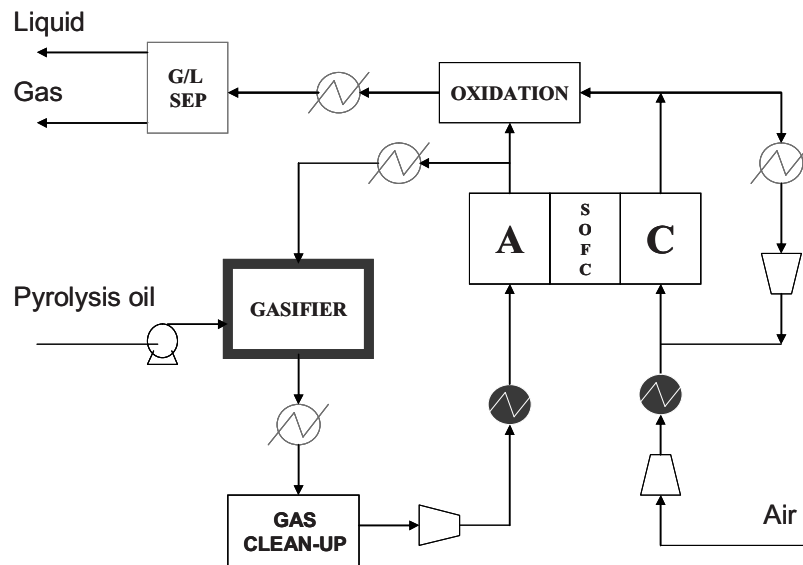 Liquid
Gas
G/L
SEP
OXIDATION
A
S
O
F
C
C
Pyrolysis oil
GASIFIER
GAS
CLEAN-UP
Air